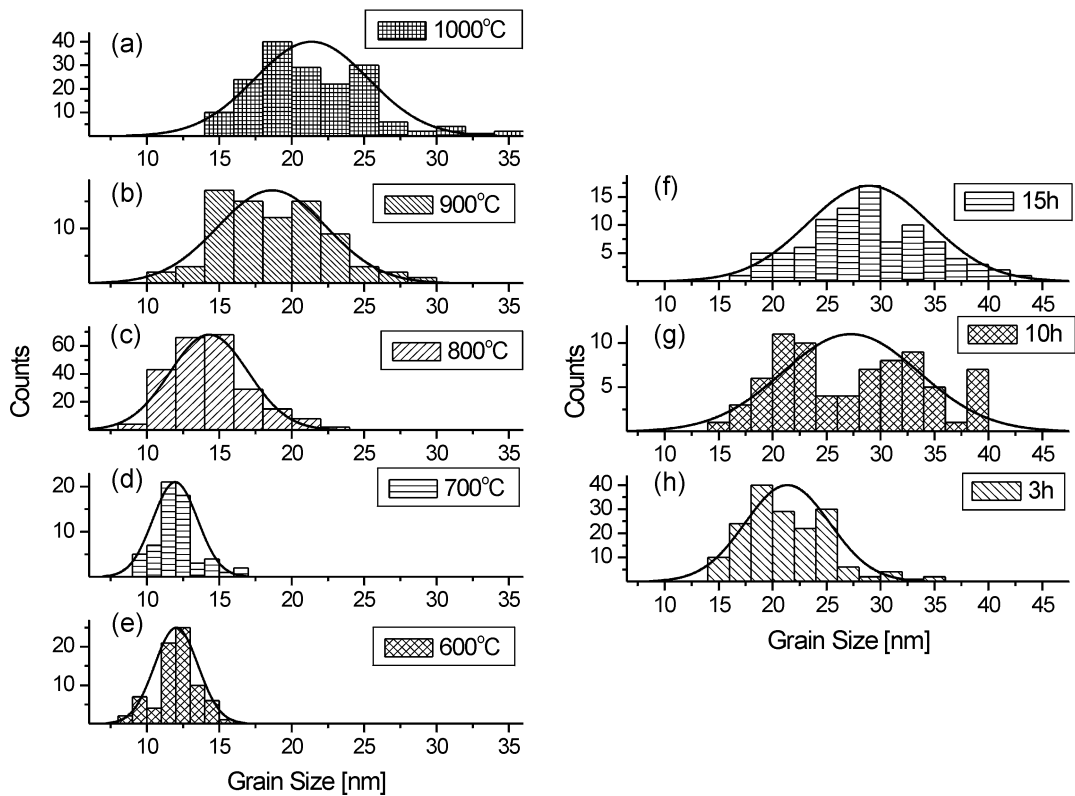 (a)
1000°C
40
30
20
10
10 15 20 25 30 35
(b)
900°C
10
10 15 20 25 30 35
(c)
800°C
60
40
20
10 15 20 25 30 35
(d)
700°C
20
10
10 15 20 25 30 35
(e)
600°C
20
10
10 15 20 25 30 35
Counts
Grain Size [nm]
(f)
15h
15
10
5
10 15 20 25 30 35 40 45
(g)
10h
10
5
10 15 20 25 30 35 40 45
(h)
3h
40
30
20
10
10 15 20 25 30 35 40 45
Counts
Grain Size [nm]